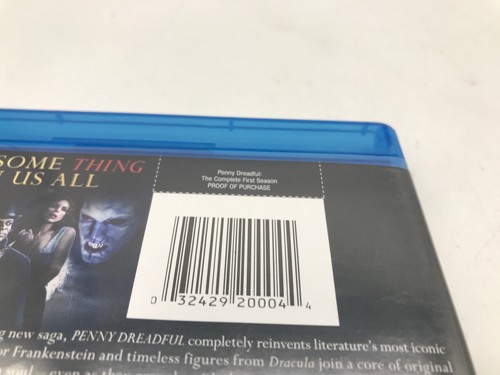 SOME THING
US ALL
Penny Dreadful:
The Complete First Season
PROOF OF PURCHASE
0 32429 20004 4
new saga, PENNY DREADFUL completely reinvents literature's most iconic
Frankenstein and timeless figures from Dracula join a core of original